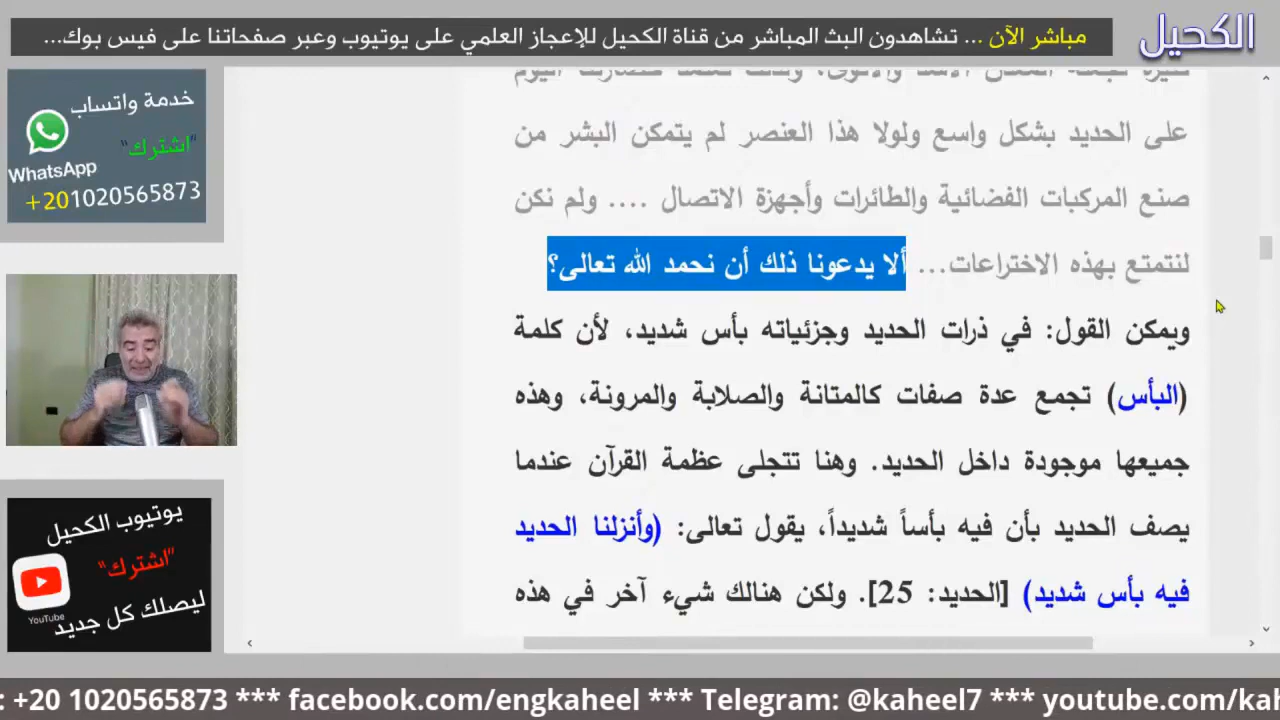 مباشر الآن ... تشاهدون البث المباشر من قناة الكحيل للإعجاز العلمي على يوتيوب وعبر صفحاتنا على فيس بوك...
الكحيل
خدمة واتساب
"اشترك"
WhatsApp
+201020565873
على الحديد بشكل واسع ولولا هذا العنصر لم يتمكن البشر من
صنع المركبات الفضائية والطائرات وأجهزة الاتصال .... ولم نكن
لنتمتع بهذه الاختراعات... ألا يدعونا ذلك أن نحمد الله تعالى؟
ويمكن القول: في ذرات الحديد وجزئياته بأس شديد، لأن كلمة
(البأس) تجمع عدة صفات كالمتانة والصلابة والمرونة، وهذه
جميعها موجودة داخل الحديد. وهنا تتجلى عظمة القرآن عندما
يصف الحديد بأن فيه بأساً شديداً، يقول تعالى: (وأنزلنا الحديد
فيه بأس شديد) [الحديد: 25]. ولكن هنالك شيء آخر في هذه
يوتيوب الكحيل
"اشترك"
YouTube
ليصلك كل جديد
: +20 1020565873 *** facebook.com/engkaheel *** Telegram: @kaheel7 *** youtube.com/kah